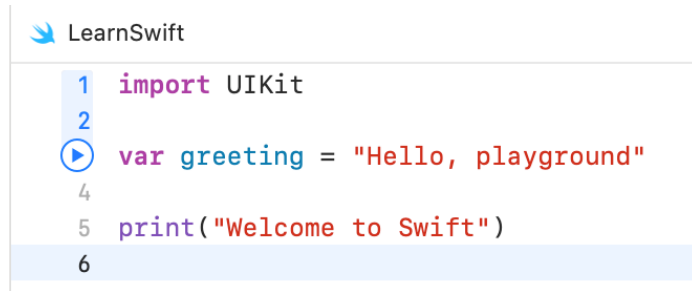 LearnSwift
1 import UIKit
2
var greeting = "Hello, playground"
4
5 print("Welcome to Swift")
6